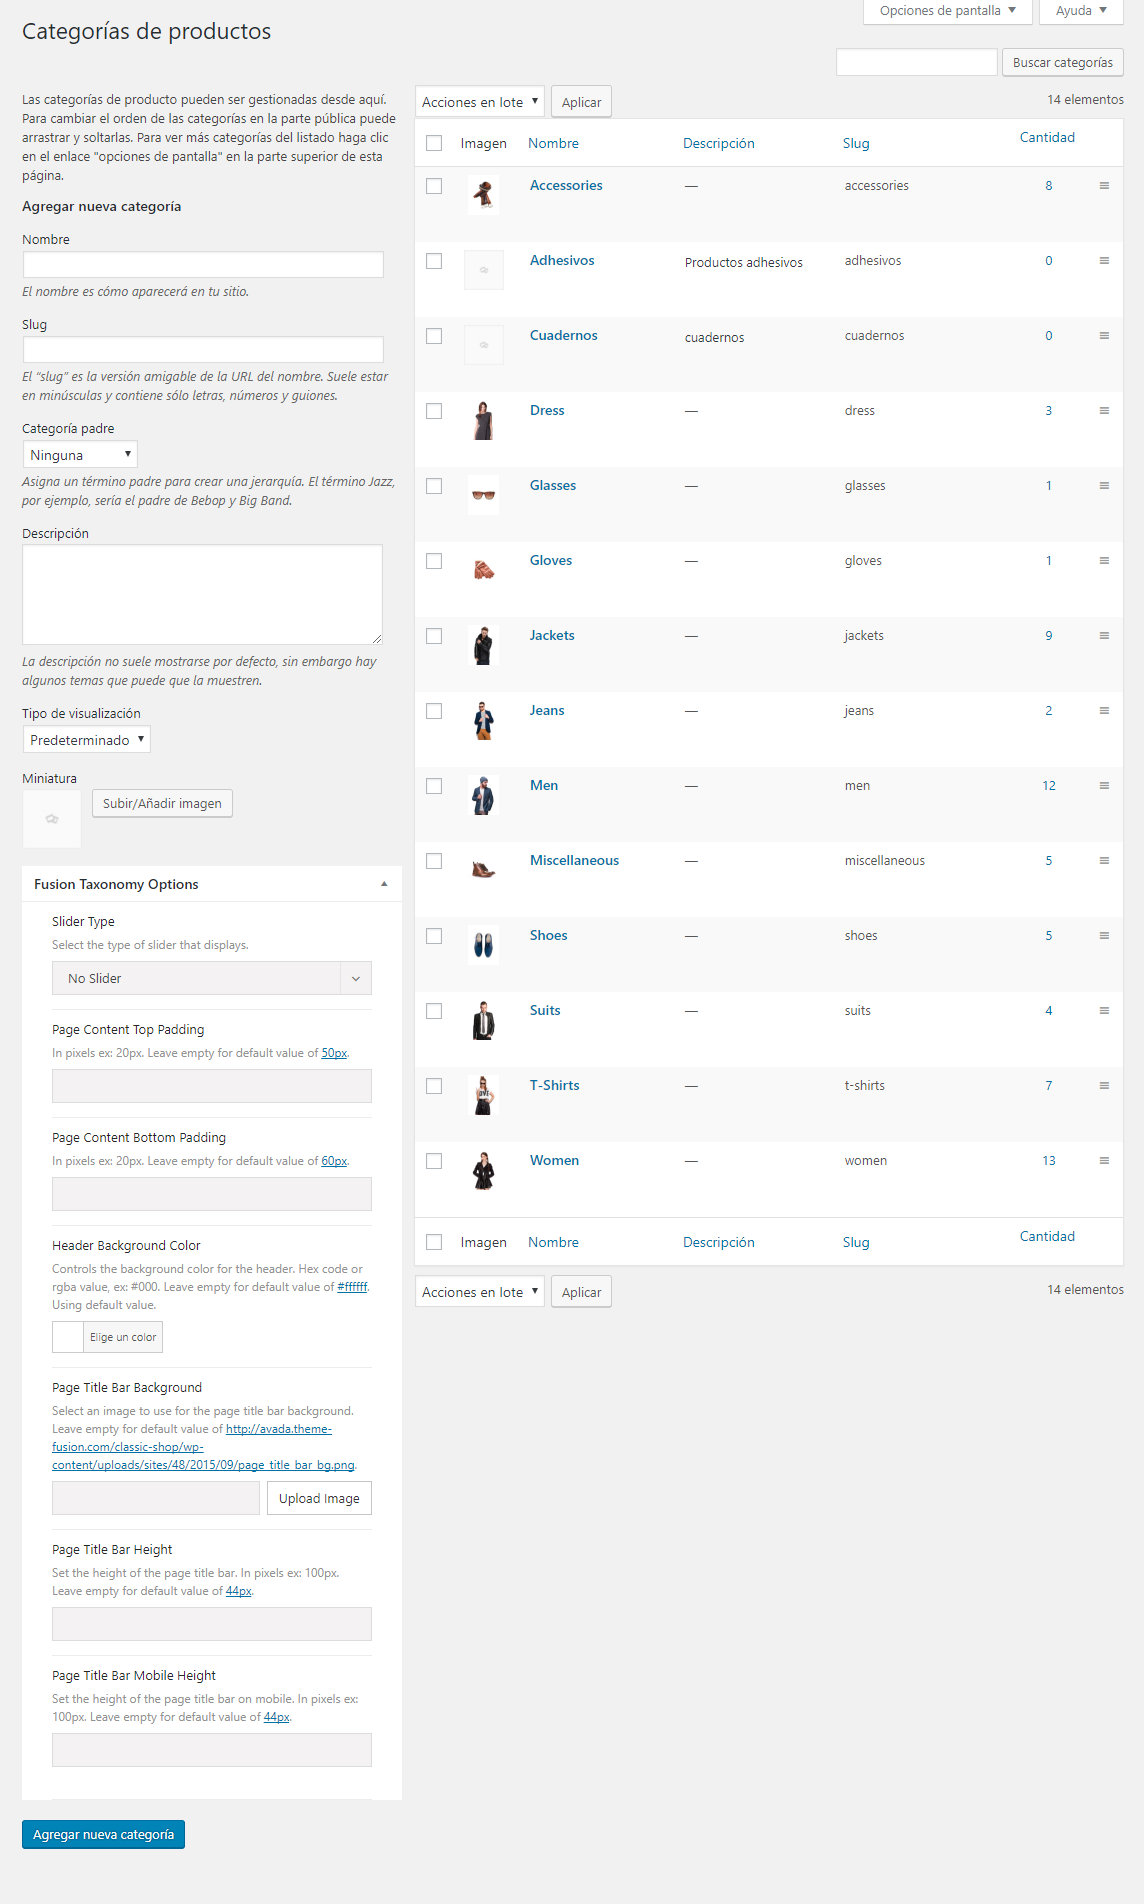 Opciones de pantalla ▼
Ayuda ▼
Categorías de productos
Buscar categorías
Las categorías de producto pueden ser gestionadas desde aquí.
Para cambiar el orden de las categorías en la parte pública puede
arrastrar y soltarlas. Para ver más categorías del listado haga clic
en el enlace "opciones de pantalla" en la parte superior de esta
página.
Agregar nueva categoría
Nombre
El nombre es cómo aparecerá en tu sitio.
Slug
El “slug” es la versión amigable de la URL del nombre. Suele estar
en minúsculas y contiene sólo letras, números y guiones.
Categoría padre
Ninguna
Asigna un término padre para crear una jerarquía. El término Jazz,
por ejemplo, sería el padre de Bebop y Big Band.
Descripción
La descripción no suele mostrarse por defecto, sin embargo hay
algunos temas que puede que la muestren.
Tipo de visualización
Predeterminado
Miniatura
Subir/Añadir imagen
Fusion Taxonomy Options
Slider Type
Select the type of slider that displays.
No Slider
Page Content Top Padding
In pixels ex: 20px. Leave empty for default value of 50px.
Page Content Bottom Padding
In pixels ex: 20px. Leave empty for default value of 60px.
Header Background Color
Controls the background color for the header. Hex code or
rgba value, ex: #000. Leave empty for default value of #ffffff.
Using default value.
Elige un color
Page Title Bar Background
Select an image to use for the page title bar background.
Leave empty for default value of http://avada.theme-
fusion.com/classic-shop/wp-
content/uploads/sites/48/2015/09/page_title_bar_bg.png.
Upload Image
Page Title Bar Height
Set the height of the page title bar. In pixels ex: 100px.
Leave empty for default value of 44px.
Page Title Bar Mobile Height
Set the height of the page title bar on mobile. In pixels ex:
100px. Leave empty for default value of 44px.
Agregar nueva categoría
Acciones en lote Aplicar 14 elementos
Imagen Nombre Descripción Slug Cantidad
Accessories — accessories 8
Adhesivos Productos adhesivos adhesivos 0
Cuadernos cuadernos cuadernos 0
Dress — dress 3
Glasses — glasses 1
Gloves — gloves 1
Jackets — jackets 9
Jeans — jeans 2
Men — men 12
Miscellaneous — miscellaneous 5
Shoes — shoes 5
Suits — suits 4
T-Shirts — t-shirts 7
Women — women 13
Imagen Nombre Descripción Slug Cantidad
Acciones en lote Aplicar 14 elementos